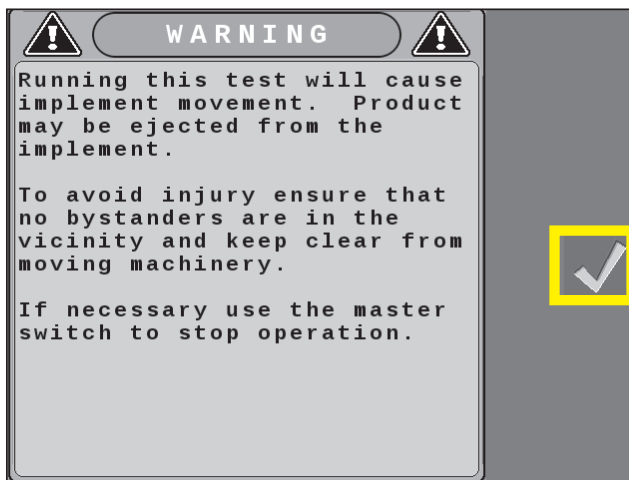 WARNING
Running this test will cause
implement movement.  Product
may be ejected from the
implement.
To avoid injury ensure that
no bystanders are in the
vicinity and keep clear from
moving machinery.
If necessary use the master
switch to stop operation.